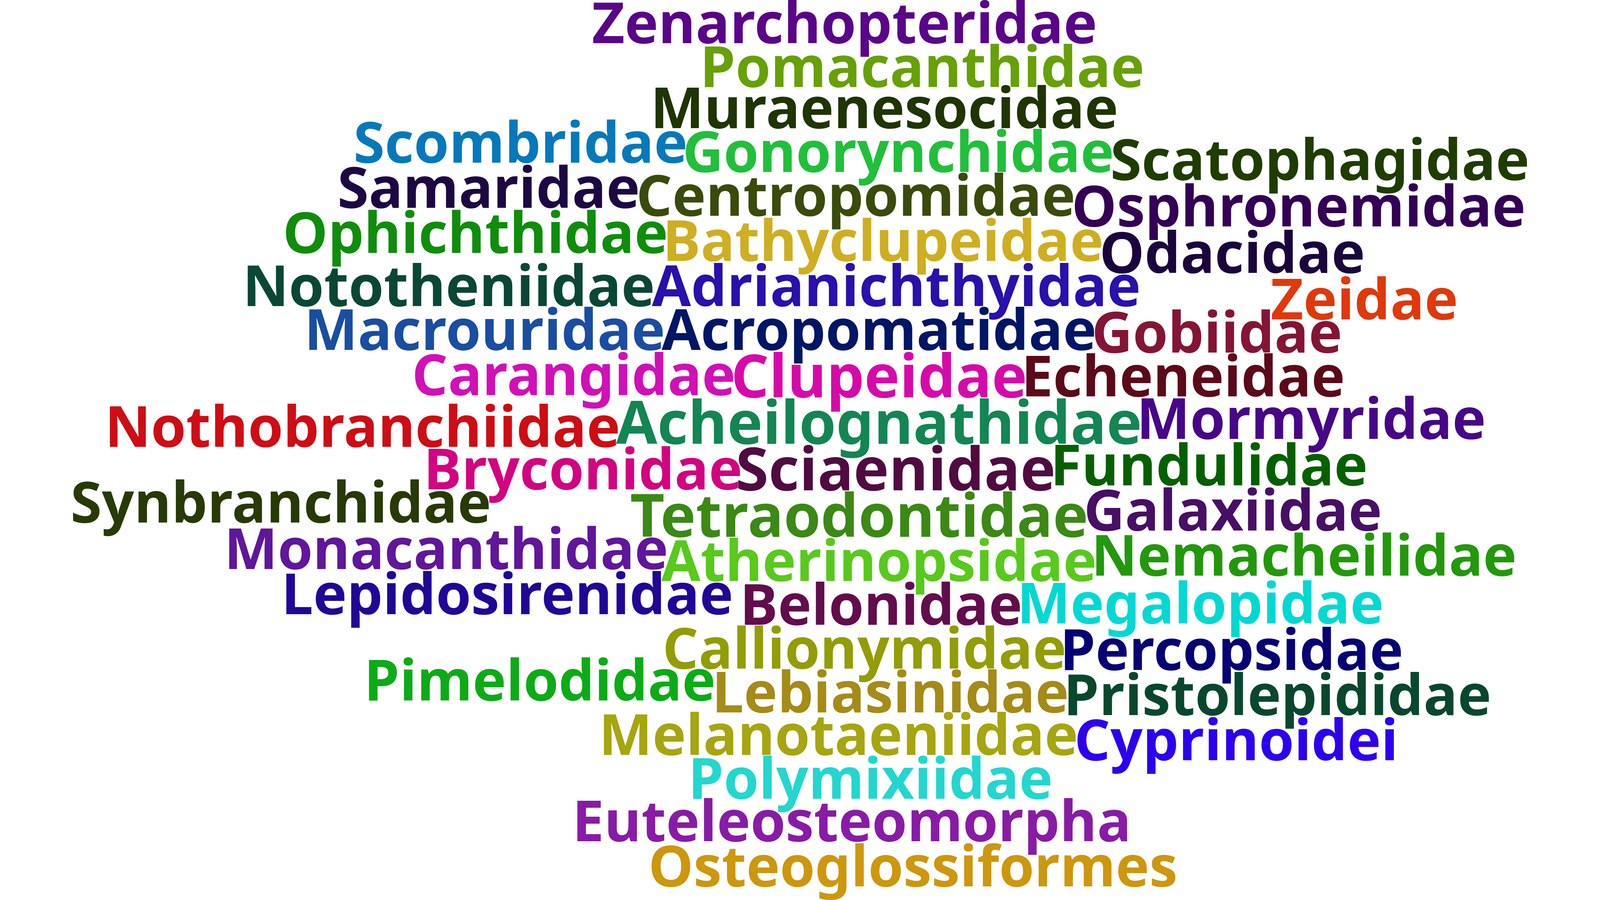 Zenarchopteridae
Pomacanthidae
Muraenesocidae
Scombridae Gonorynchidae Scatophagidae
Samaridae Centropomidae Osphronemidae
Ophichthidae Bathyclupeidae Odacidae
Nototheniidae Adrianichthyidae Zeidae
Macrouridae Acropomatidae Gobiidae
Carangidae Clupeidae Echeneidae
Nothobranchiidae Acheilognathidae Mormyridae
Bryconidae Sciaenidae Fundulidae
Synbranchidae Tetraodontidae Galaxiidae
Monacanthidae Atherinopsidae Nemacheilidae
Lepidosirenidae Belonidae Megalopidae
Callionymidae Percopsidae
Pimelodidae Lebiasinidae Pristolepididae
Melanotaeniidae Cyprinoidei
Polymixiidae
Euteleosteomorpha
Osteoglossiformes